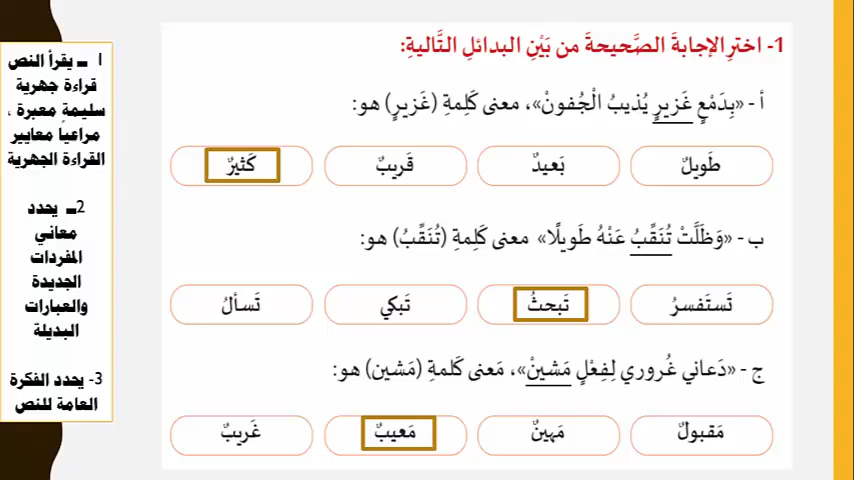 1- اخترِ الإجابةَ الصَّحيحةَ من بَيْنِ البدائلِ التَّاليةِ:
أ - «بِدَمْعٍ غَزيرٍ يُذيبُ الْجُفونْ»، معنى كَلِمةِ (غَزيرٍ) هو:
طَويلٌ
بَعيدٌ
قَريبٌ
كَثيرٌ
ب - «وَظَلَّتْ تُنَقِّبُ عَنْهُ طَويلًا» معنى كَلِمةِ (تُنَقِّبُ) هو:
تَستَفسرُ
تَبحثُ
تَبكي
تَسألُ
ج - «دَعاني غُروري لِفِعْلٍ مَشينْ»، مَعنى كَلمةِ (مَشين) هو:
مَقبولٌ
مَهينٌ
مَعيبٌ
غَريبٌ
1 ــ يقرأ النص
قراءة جهرية
سليمة معبرة ،
مراعياً معايير
القراءة الجهرية
2ــ يحدد
معاني
المفردات
الجديدة
والعبارات
البديلة
3- يحدد الفكرة
العامة للنص